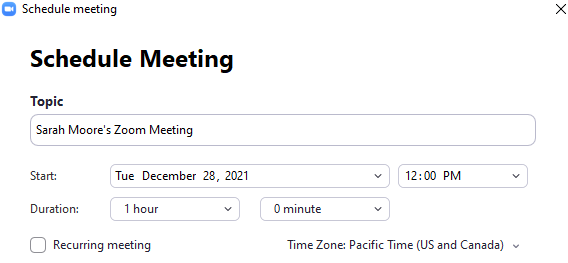 Schedule meeting
Schedule Meeting
Topic
Sarah Moore's Zoom Meeting
Start: Tue December 28, 2021 12:00 PM
Duration: 1 hour 0 minute
Recurring meeting Time Zone: Pacific Time (US and Canada)